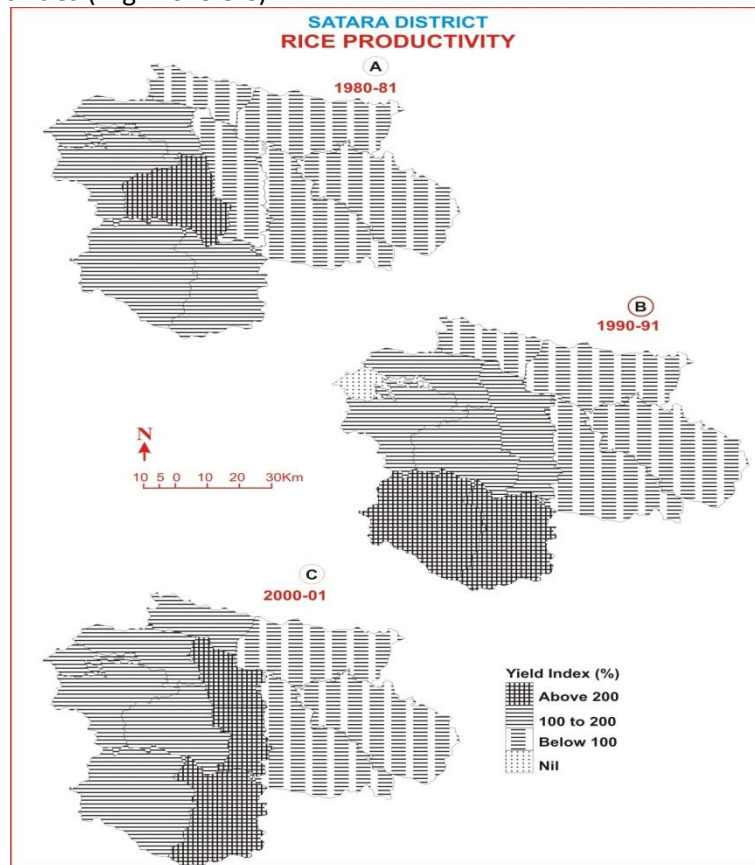 SATARA DISTRICT
RICE PRODUCTIVITY
A
1980-81
B
1990-91
N
10 5 0 10 20 30Km
C
2000-01
Yield Index (%)
Above 200
100 to 200
Below 100
Nil